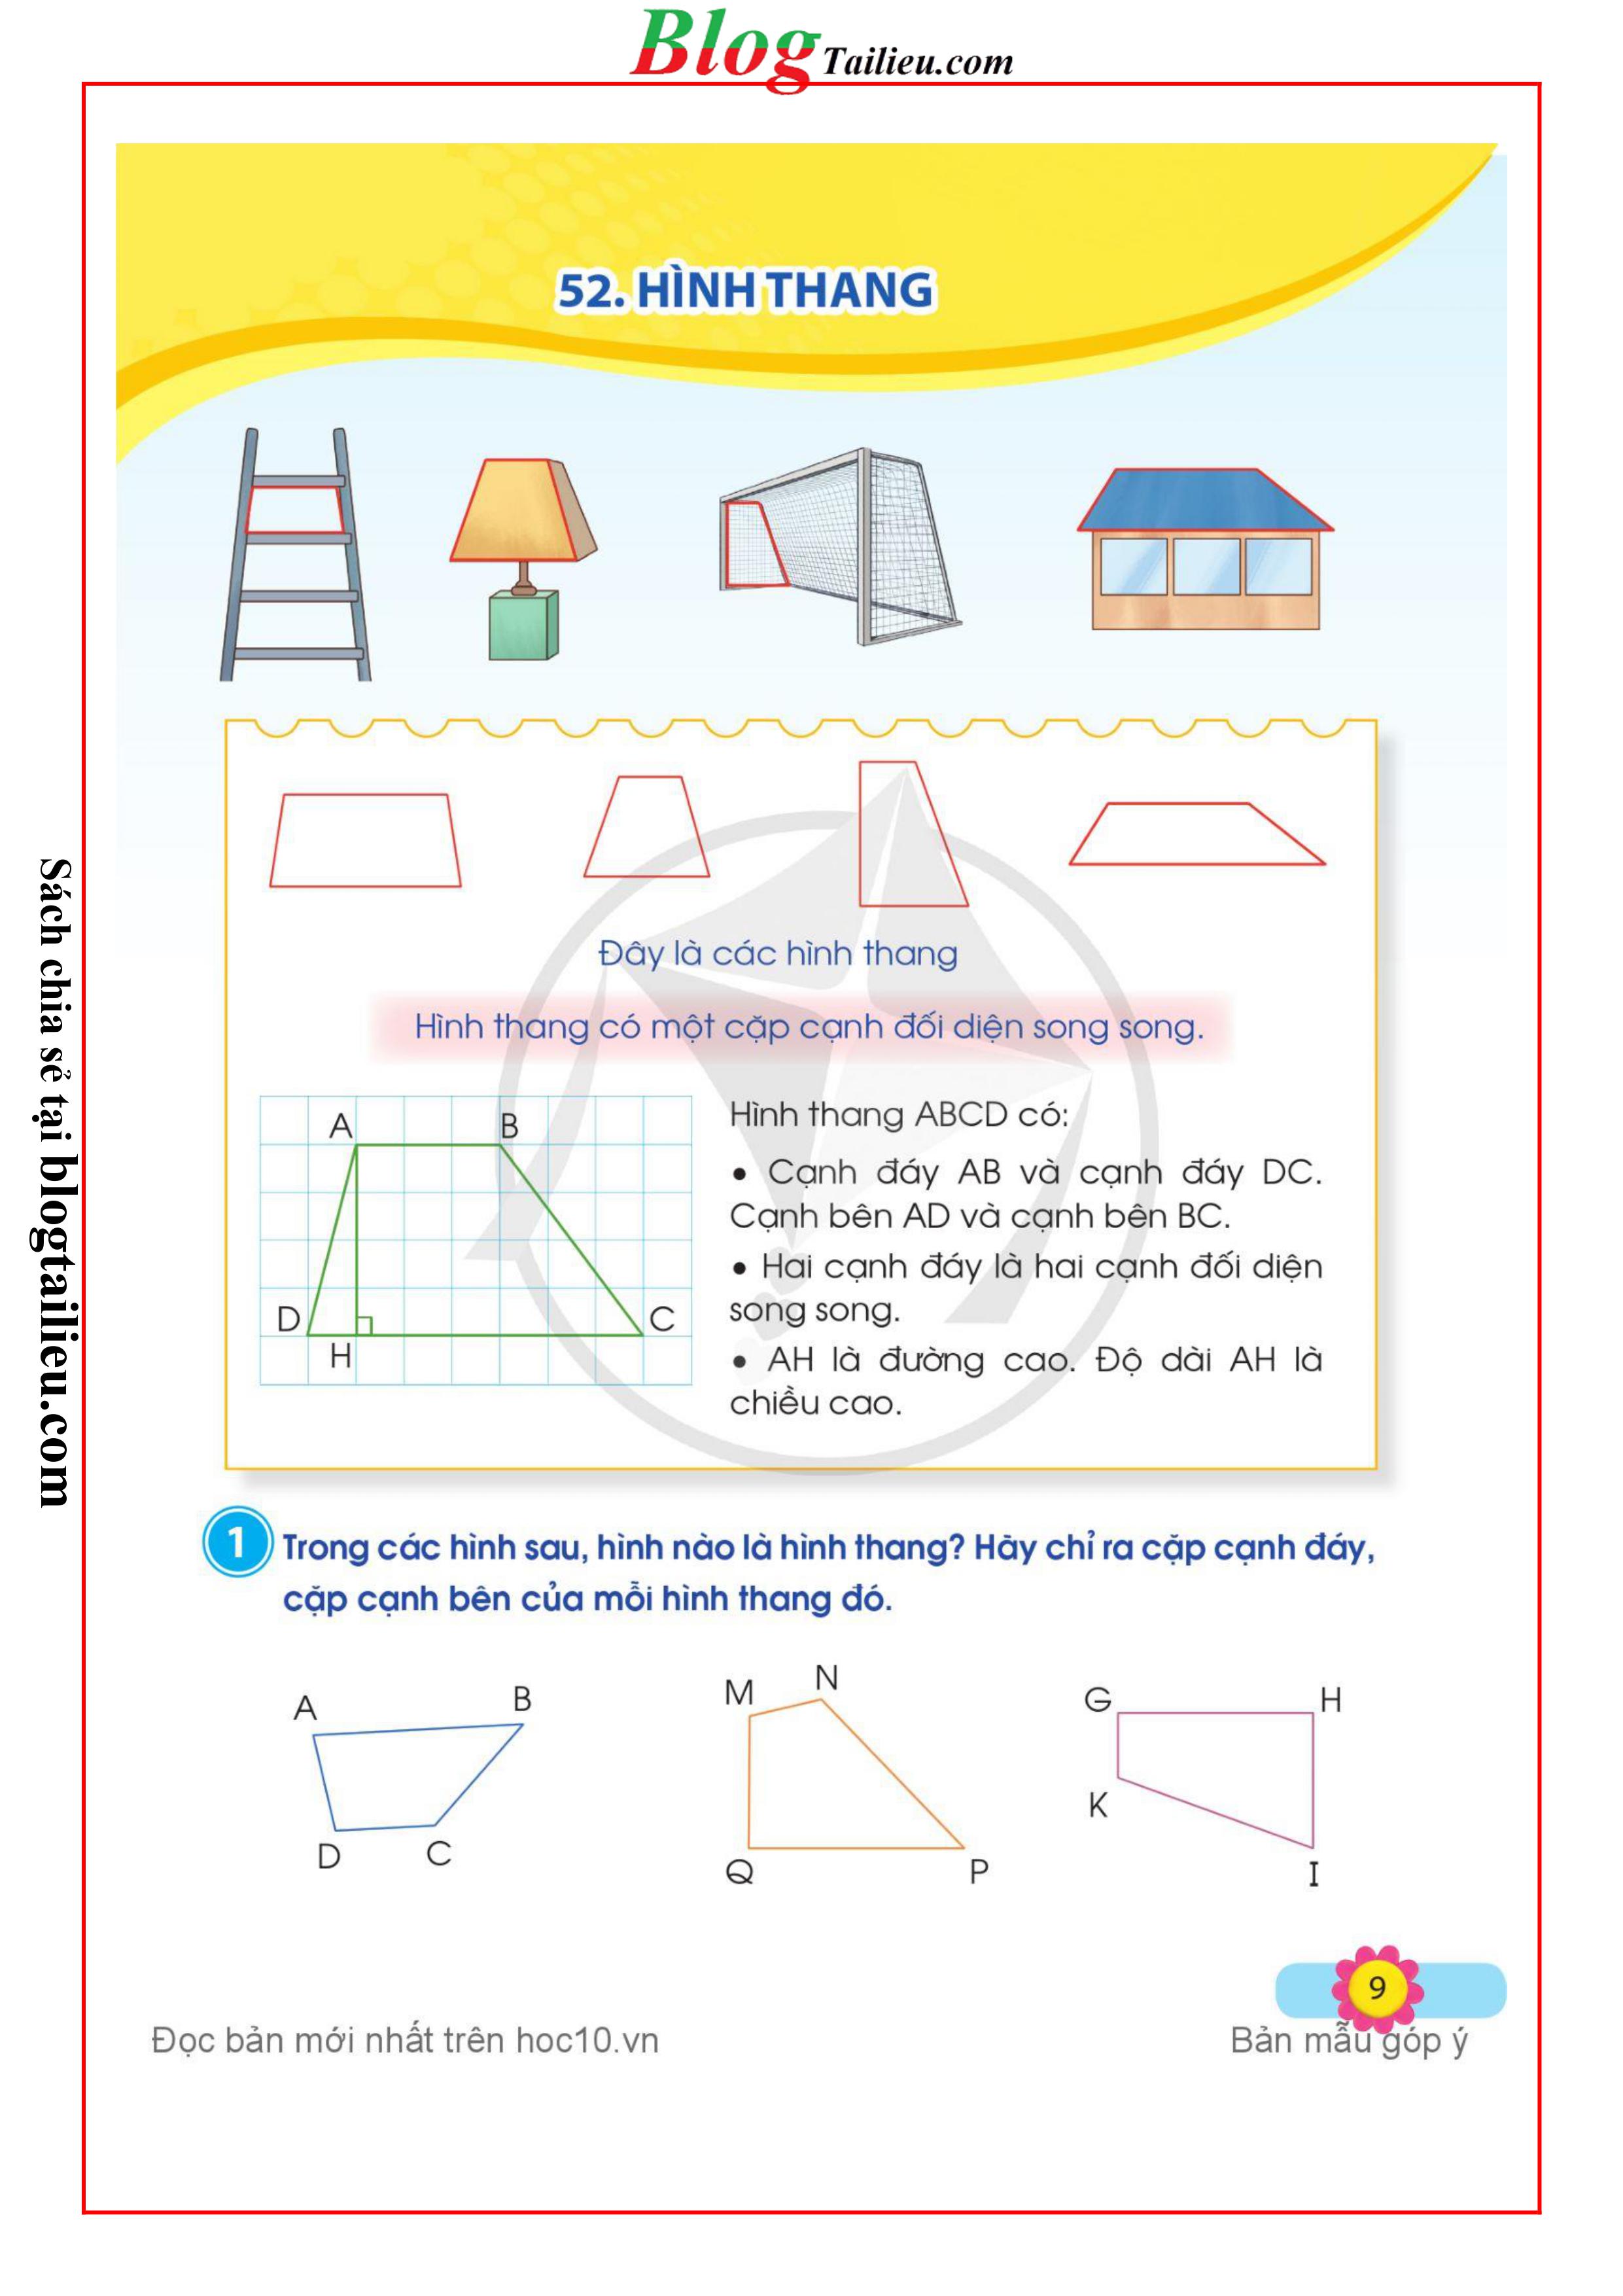 Blog Tailieu.com
52. HÌNH THANG
Đây là các hình thang
Hình thang có một cặp cạnh đối diện song song.
A
B
D
C
H
Hình thang ABCD có:
• Cạnh đáy AB và cạnh đáy DC.
Cạnh bên AD và cạnh bên BC.
• Hai cạnh đáy là hai cạnh đối diện
song song.
• AH là đường cao. Độ dài AH là
chiều cao.
Sách chia sẻ tại blogtailieu.com
1 Trong các hình sau, hình nào là hình thang? Hãy chỉ ra cặp cạnh đáy,
cặp cạnh bên của mỗi hình thang đó.
A
B
D
C
M
N
Q
P
G
H
K
I
9
Đọc bản mới nhất trên hoc10.vn
Bản mẫu góp ý